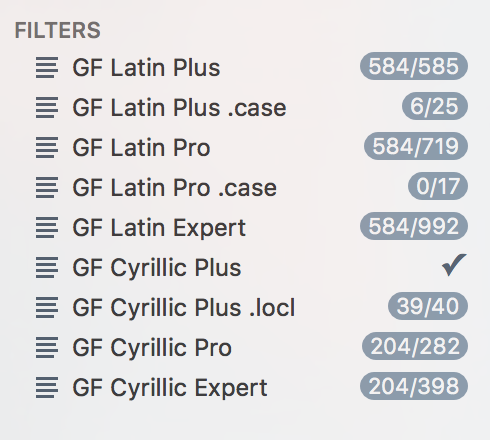 FILTERS
GF Latin Plus 584/585
GF Latin Plus .case 6/25
GF Latin Pro 584/719
GF Latin Pro .case 0/17
GF Latin Expert 584/992
GF Cyrillic Plus ✓
GF Cyrillic Plus .locl 39/40
GF Cyrillic Pro 204/282
GF Cyrillic Expert 204/398